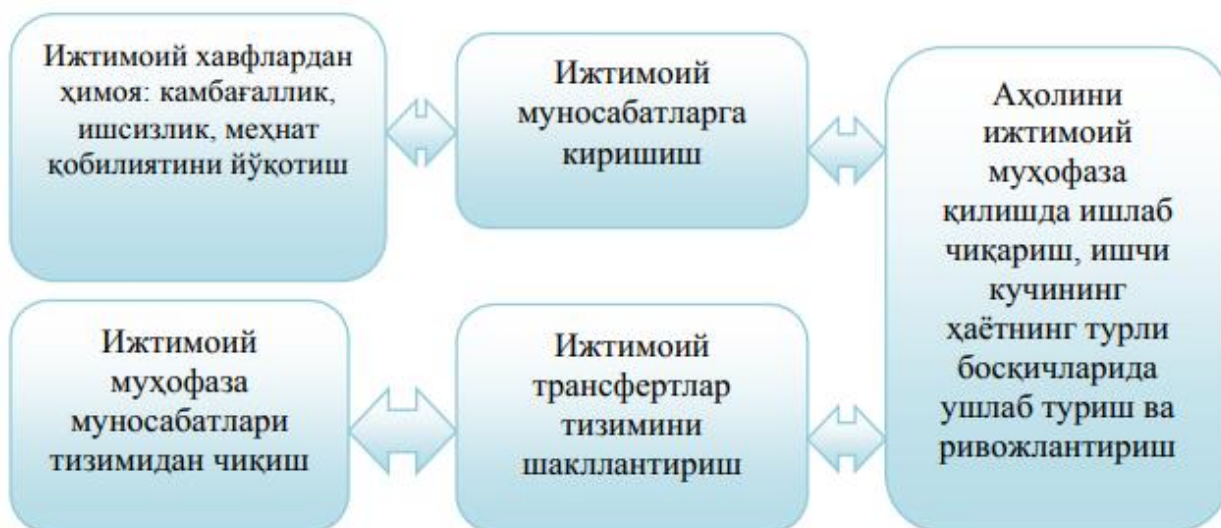 Ижтимоий хавфлардан
ҳимоя: камбағаллик,
ишсизлик, меҳнат
қобилиятини йўқотиш
Ижтимоий
муносабатларга
киришиш
Аҳолини
ижтимоий
муҳофаза
қилишда ишлаб
чиқариш, ишчи
кучининг
ҳаётнинг турли
босқичларида
ушлаб туриш ва
ривожлантириш
Ижтимоий
муҳофаза
муносабатлари
тизимидан чиқиш
Ижтимоий
трансфертлар
тизимини
шакллантириш